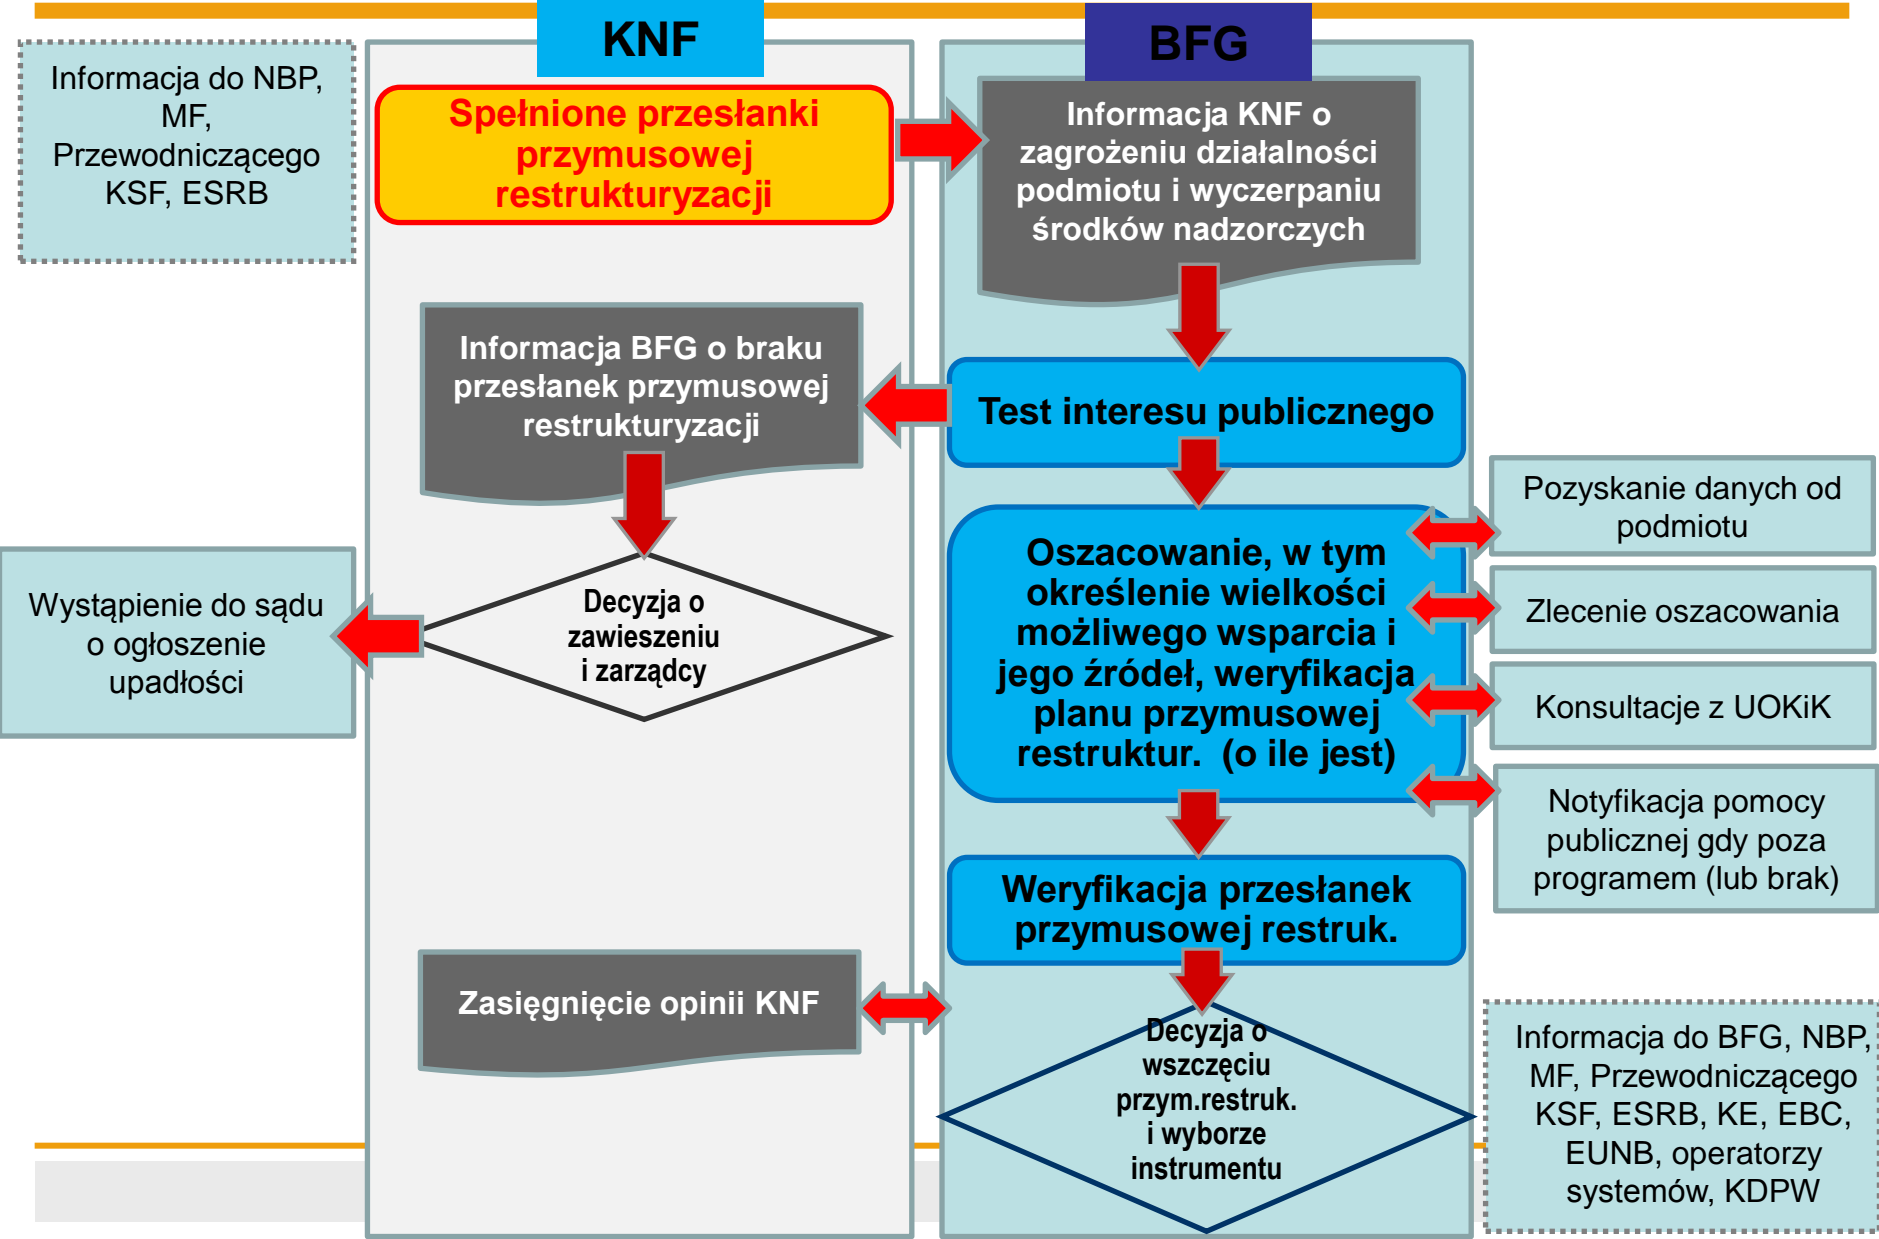 KNF
BFG
Informacja do NBP,
MF,
Przewodniczącego
KSF, ESRB
Spełnione przesłanki
przymusowej
restrukturyzacji
Informacja KNF o
zagrożeniu działalności
podmiotu i wyczerpaniu
środków nadzorczych
Informacja BFG o braku
przesłanek przymusowej
restrukturyzacji
Test interesu publicznego
Pozyskanie danych od
podmiotu
Oszacowanie, w tym
określenie wielkości
możliwego wsparcia i
jego źródeł, weryfikacja
planu przymusowej
restruktur. (o ile jest)
Decyzja o
zawieszeniu
i zarządcy
Wystąpienie do sądu
o ogłoszenie
upadłości
Zlecenie oszacowania
Konsultacje z UOKiK
Notyfikacja pomocy
publicznej gdy poza
programem (lub brak)
Weryfikacja przesłanek
przymusowej restruk.
Zasięgnięcie opinii KNF
Decyzja o
wszczęciu
przym.restruk.
i wyborze
instrumentu
Informacja do BFG, NBP,
MF, Przewodniczącego
KSF, ESRB, KE, EBC,
EUNB, operatorzy
systemów, KDPW